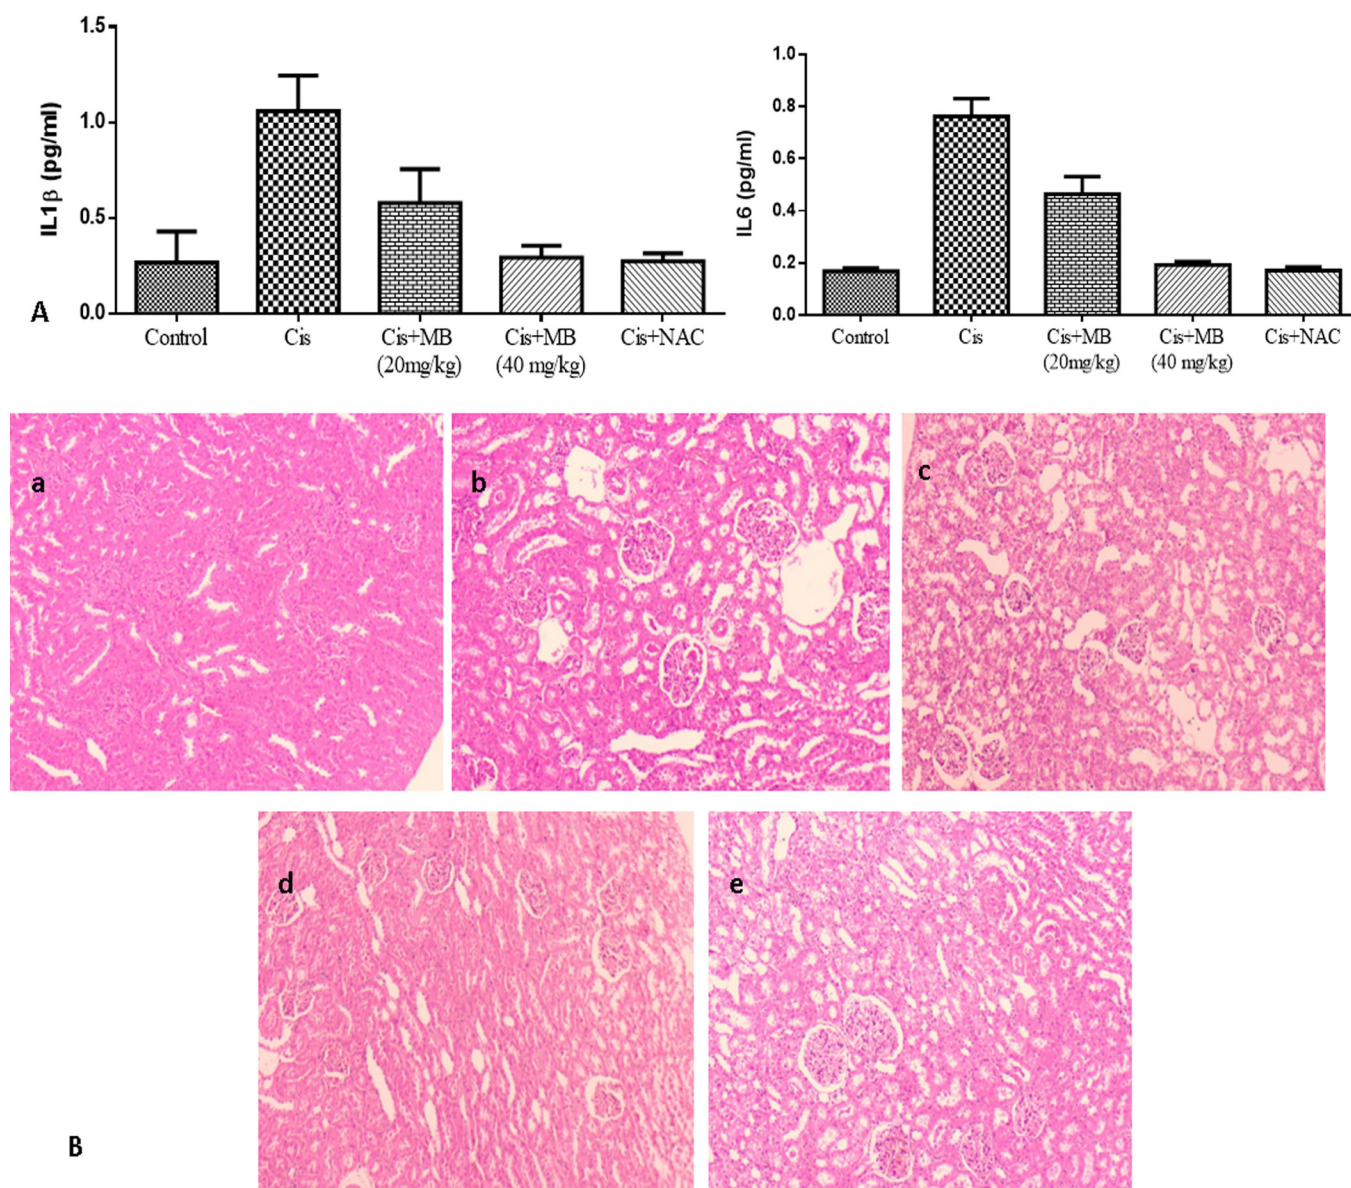 1.5
1.0
0.5
0.0
IL1β (pg/ml)
Control
Cis
Cis+MB
(20mg/kg)
Cis+MB
(40 mg/kg)
Cis+NAC
1.0
0.8
0.6
0.4
0.2
0.0
IL6 (pg/ml)
Control
Cis
Cis+MB
(20mg/kg)
Cis+MB
(40 mg/kg)
Cis+NAC
A
a
b
c
d
e
B